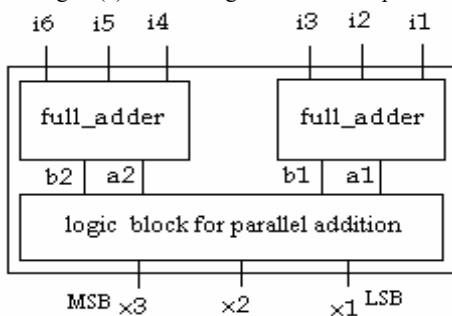 i6 i5 i4 i3 i2 i1
full_adder full_adder
b2 a2 b1 a1
logic block for parallel addition
MSB x3 x2 x1 LSB